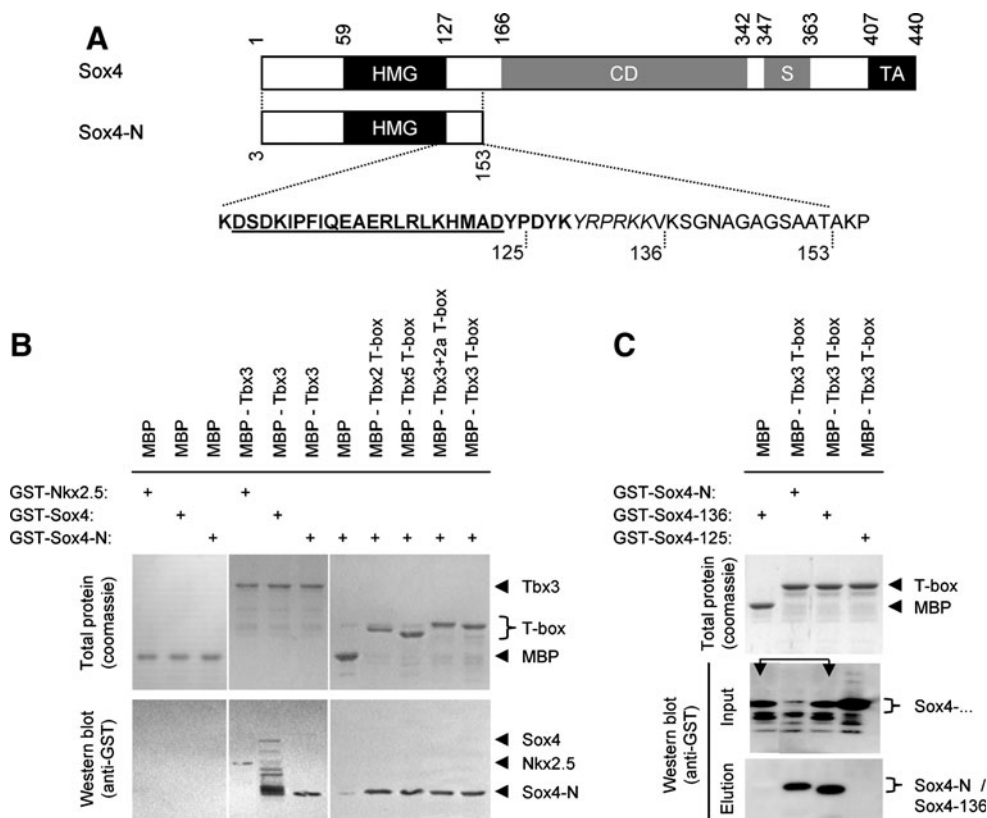 A
1 59 127 166 342 347 363 407 440
Sox4 HMG CD S TA
Sox4-N HMG
3 153
KDSDKIPFIQEAERLRLKHMADYPDYKYRPRKKVKSGNAGAGSAATAKP
125 136 153
B
MBP MBP MBP MBP - Tbx3 MBP - Tbx3 MBP - Tbx3 MBP MBP - Tbx2 T-box MBP - Tbx5 T-box MBP - Tbx3+2a T-box MBP - Tbx3 T-box
GST-Nkx2.5: + +
GST-Sox4: + +
GST-Sox4-N: + + + + + + +
Total protein
(coomassie)
Tbx3
T-box
MBP
Western blot
(anti-GST)
Sox4
Nkx2.5
Sox4-N
C
MBP MBP - Tbx3 T-box MBP - Tbx3 T-box MBP - Tbx3 T-box
GST-Sox4-N: +
GST-Sox4-136: + +
GST-Sox4-125: +
Total protein
(coomassie)
T-box
MBP
Western blot
(anti-GST)
Input
Sox4-...
Elution
Sox4-N /
Sox4-136